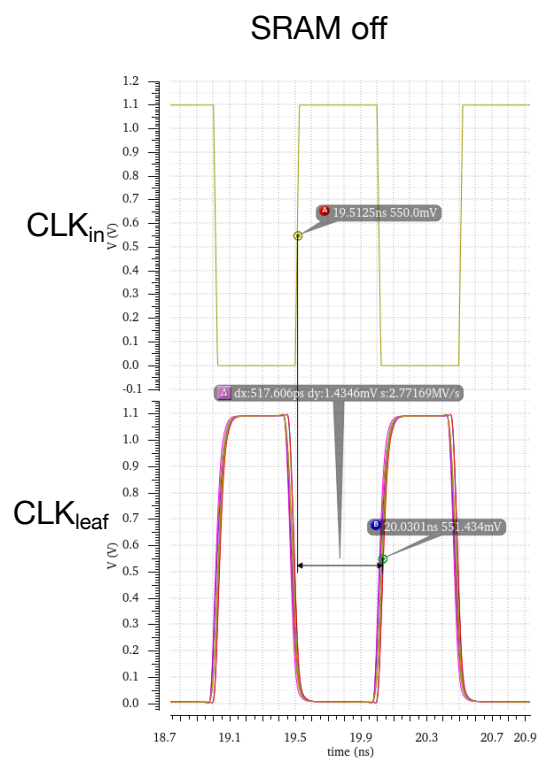 SRAM off
1.2
1.1
1.0
0.9
0.8
0.7
0.6
0.5
0.4
0.3
0.2
0.1
0.0
-0.1
CLKin
V (V)
A 19.5125ns 550.0mV
Δ dx:517.606ps dy:1.4346mV s:2.77169MV/s
1.1
1.0
0.9
0.8
0.7
0.6
0.5
0.4
0.3
0.2
0.1
0.0
CLKleaf
V (V)
B 20.0301ns 551.434mV
18.7 19.1 19.5 19.9 20.3 20.7 20.9
time (ns)